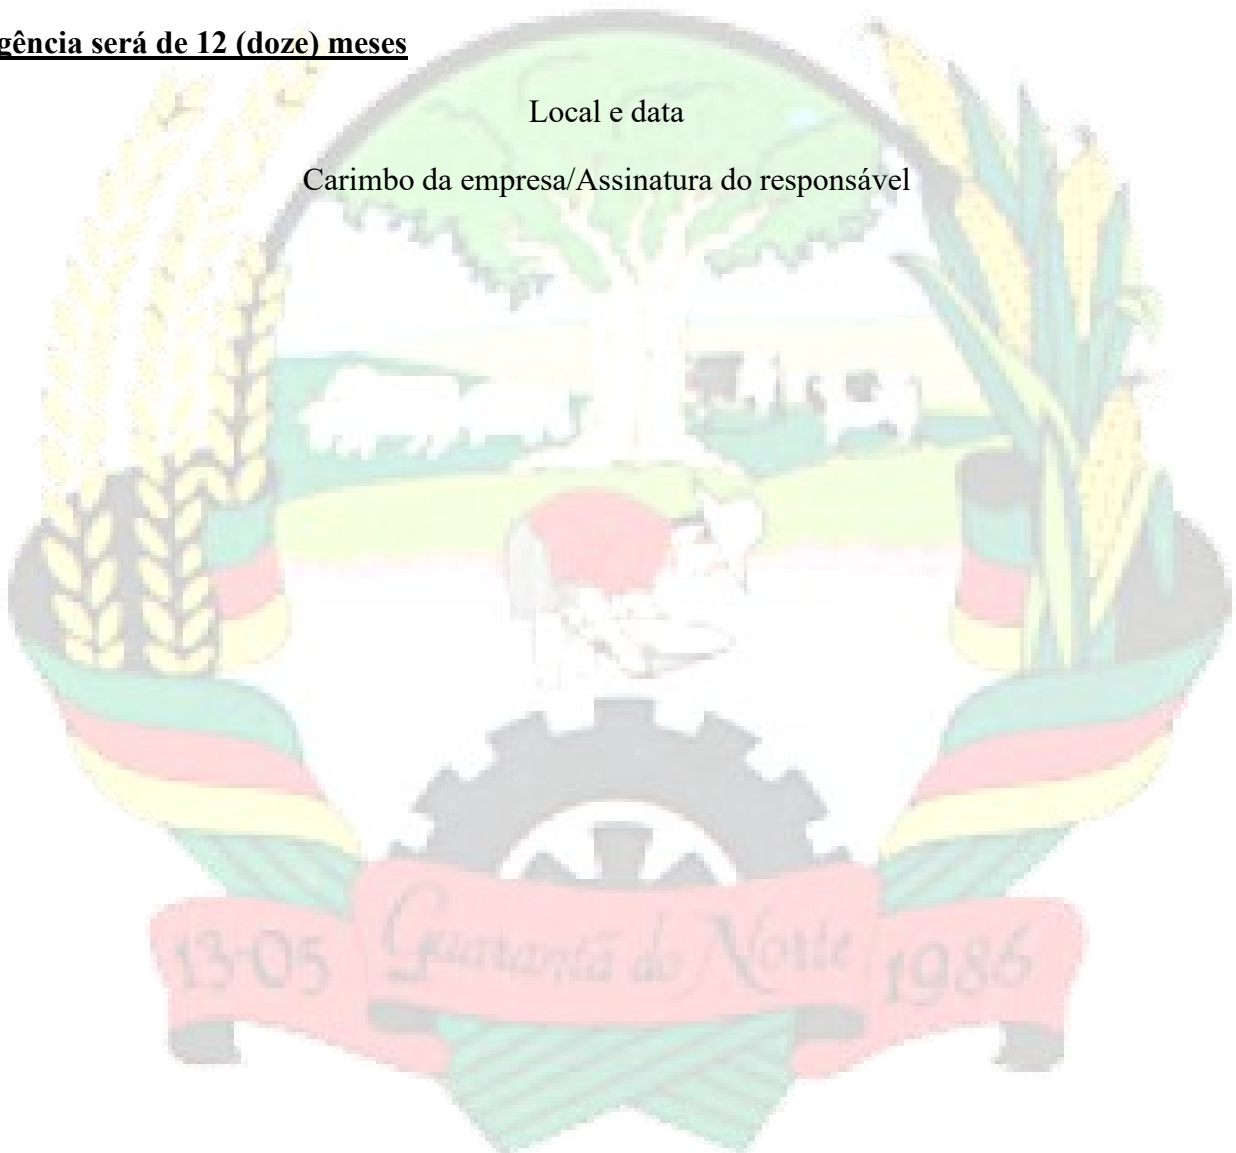 gência será de 12 (doze) meses
Local e data
Carimbo da empresa/Assinatura do responsável
13-05 Guarantã do Norte 1986